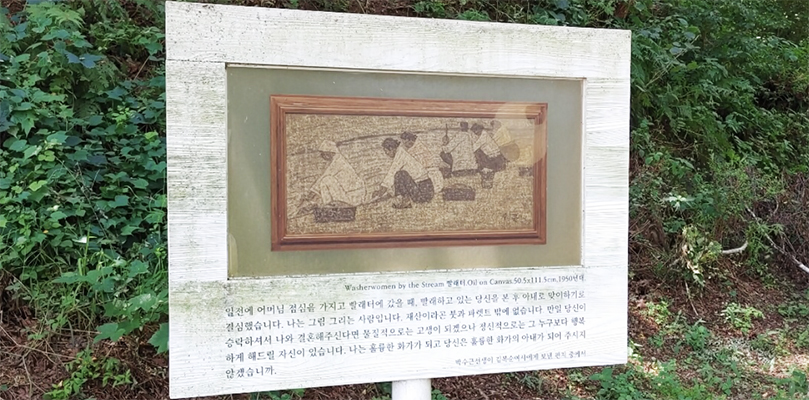 Washerwomen by the Stream 빨래터.Oil on Canvas.50.5x111.5cm.1950년대
일전에 어머님 점심을 가지고 빨래터에 갔을 때, 빨래하고 있는 당신을 본 후 아내로 맞이하기로
결심했습니다. 나는 그림 그리는 사람입니다. 재산이라곤 붓과 파렛트 밖에 없습니다. 만일 당신이
승락하셔서 나와 결혼해주신다면 물질적으로는 고생이 되겠으나 정신적으로는 그 누구보다 행복
하게 해드릴 자신이 있습니다. 나는 훌륭한 화가가 되고 당신은 훌륭한 화가의 아내가 되어 주시지
않겠습니까.
박수근선생이 김복순여사에게 보낸 편지 중에서